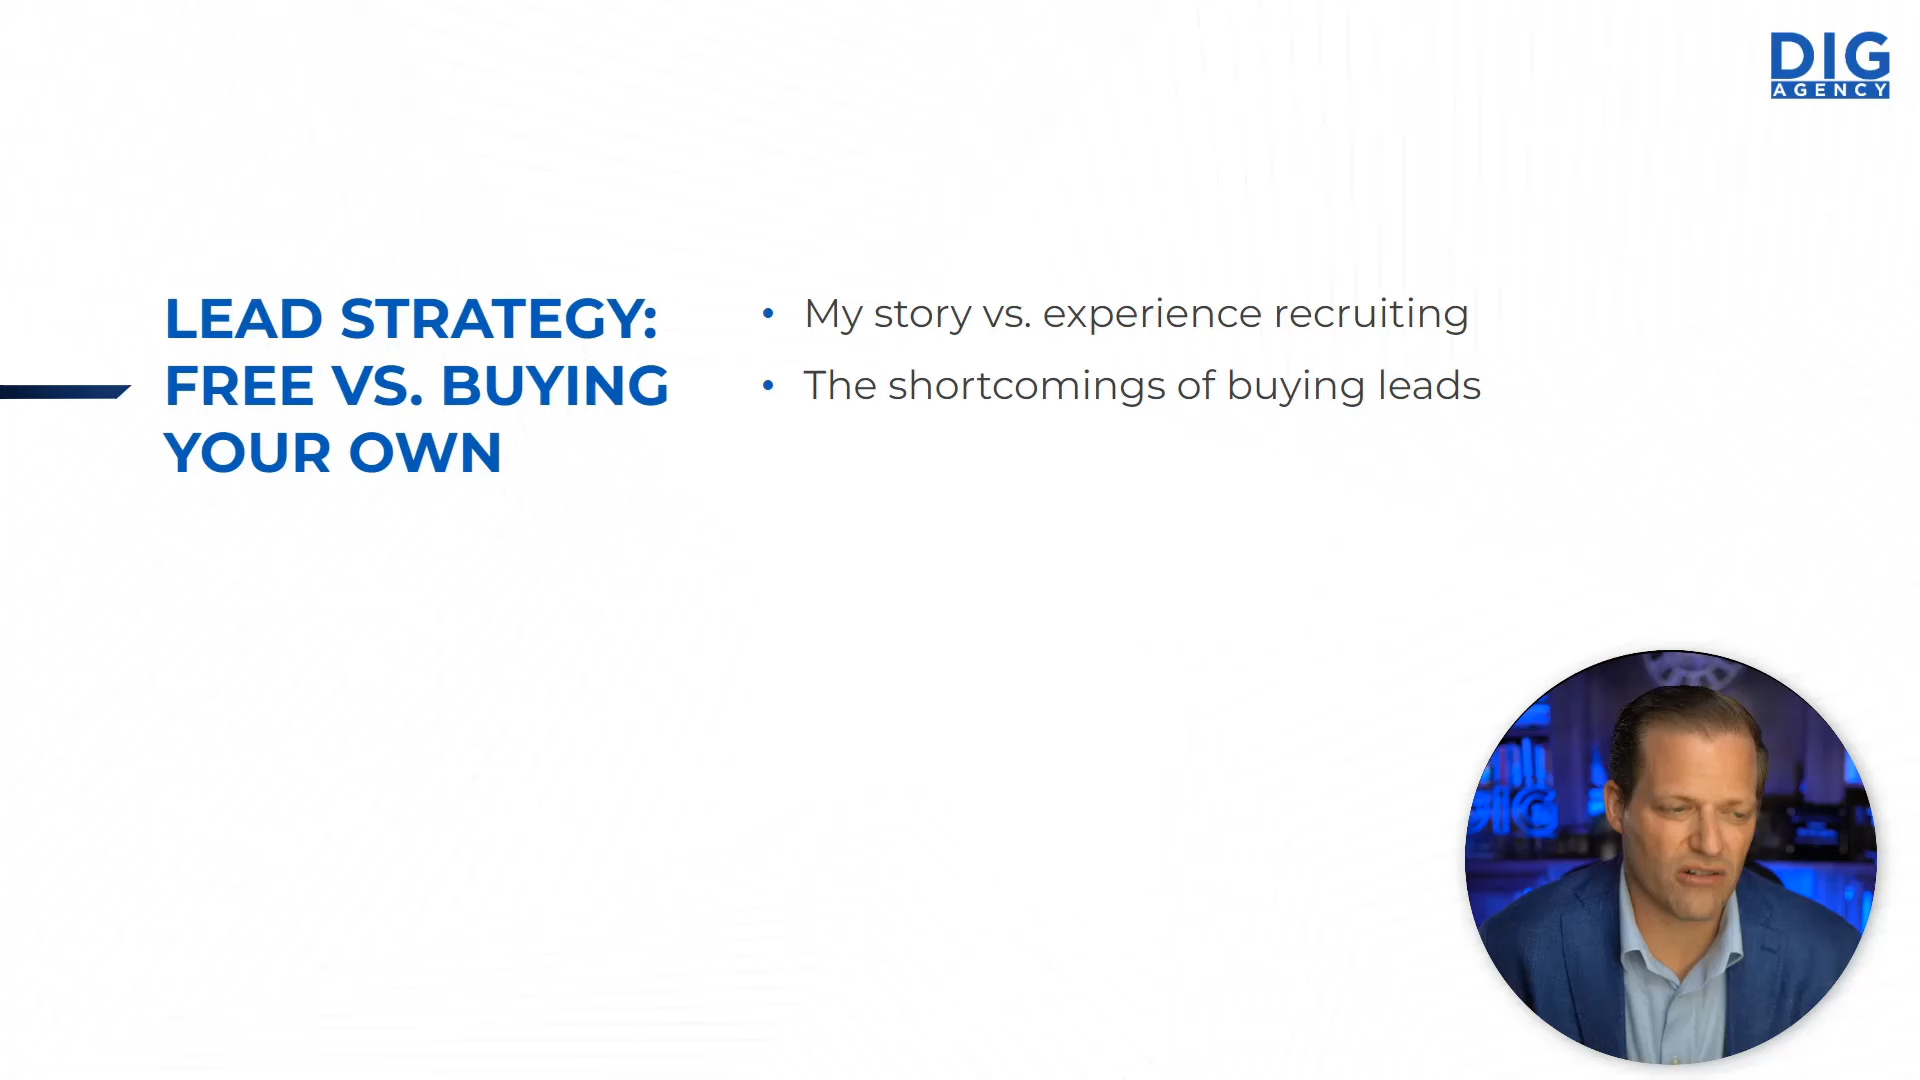 DIG
AGENCY
LEAD STRATEGY:
FREE VS. BUYING
YOUR OWN
• My story vs. experience recruiting
• The shortcomings of buying leads
DIG